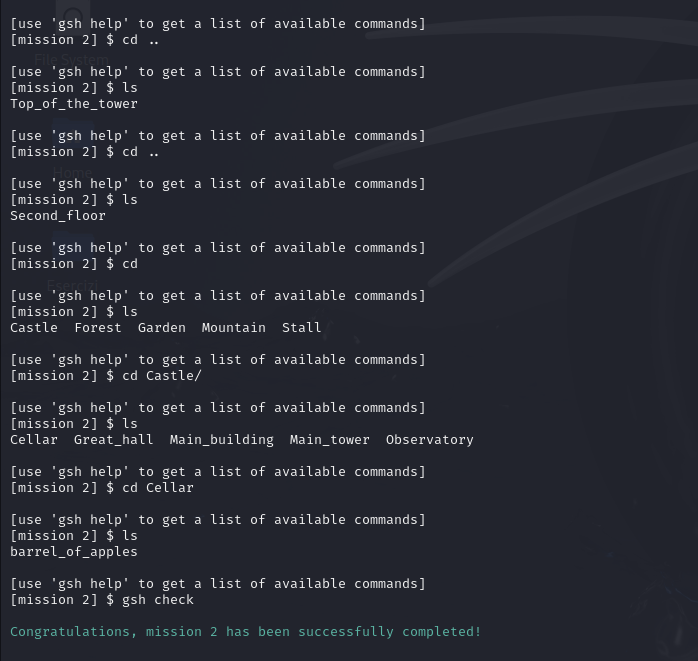 [use 'gsh help' to get a list of available commands]
[mission 2] $ cd ..
[use 'gsh help' to get a list of available commands]
[mission 2] $ ls
Top_of_the_tower
[use 'gsh help' to get a list of available commands]
[mission 2] $ cd ..
[use 'gsh help' to get a list of available commands]
[mission 2] $ ls
Second_floor
[use 'gsh help' to get a list of available commands]
[mission 2] $ cd
[use 'gsh help' to get a list of available commands]
[mission 2] $ ls
Castle  Forest  Garden  Mountain  Stall
[use 'gsh help' to get a list of available commands]
[mission 2] $ cd Castle/
[use 'gsh help' to get a list of available commands]
[mission 2] $ ls
Cellar  Great_hall  Main_building  Main_tower  Observatory
[use 'gsh help' to get a list of available commands]
[mission 2] $ cd Cellar
[use 'gsh help' to get a list of available commands]
[mission 2] $ ls
barrel_of_apples
[use 'gsh help' to get a list of available commands]
[mission 2] $ gsh check
Congratulations, mission 2 has been successfully completed!
File System
Home